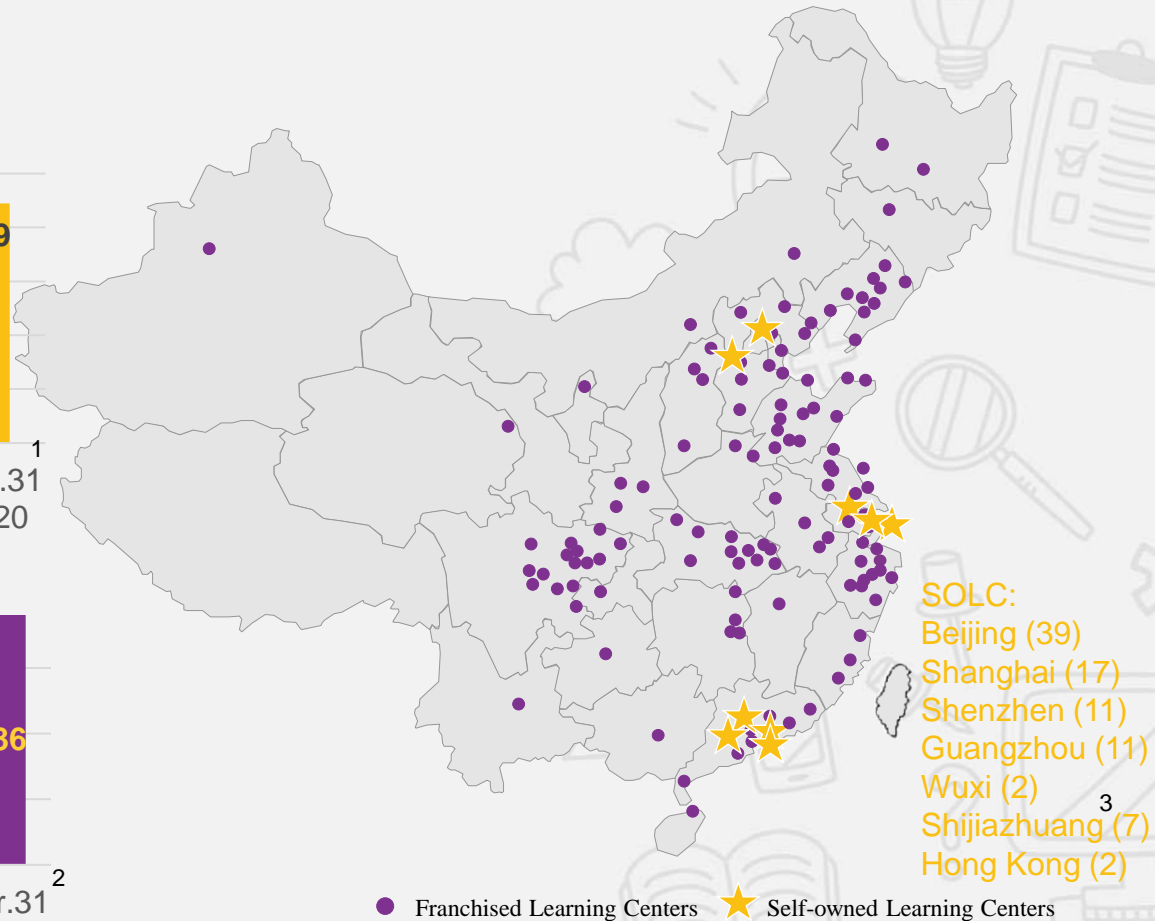 9
1
.31
20
36
2
r.31
SOLC:
Beijing (39)
Shanghai (17)
Shenzhen (11)
Guangzhou (11)
Wuxi (2)
3
Shijiazhuang (7)
Hong Kong (2)
Franchised Learning Centers
Self-owned Learning Centers